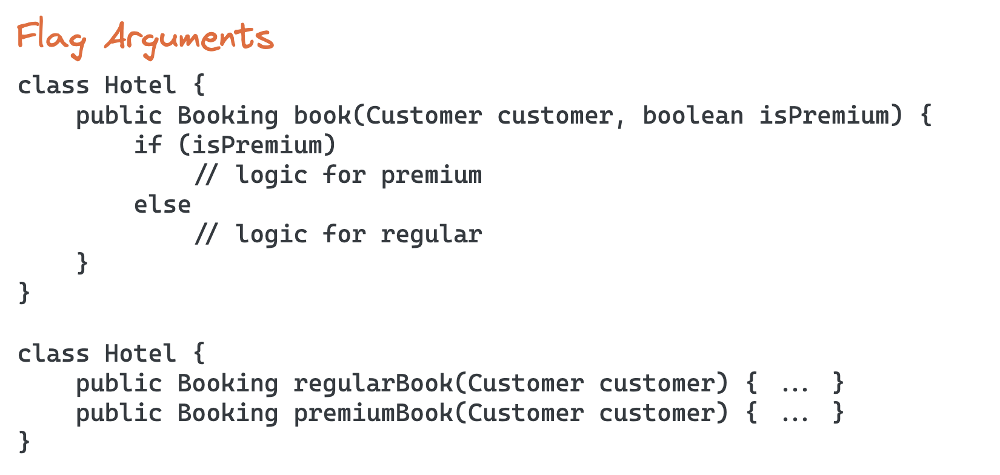 Flag Arguments
class Hotel {
    public Booking book(Customer customer, boolean isPremium) {
        if (isPremium)
            // logic for premium
        else
            // logic for regular
    }
}

class Hotel {
    public Booking regularBook(Customer customer) { ... }
    public Booking premiumBook(Customer customer) { ... }
}